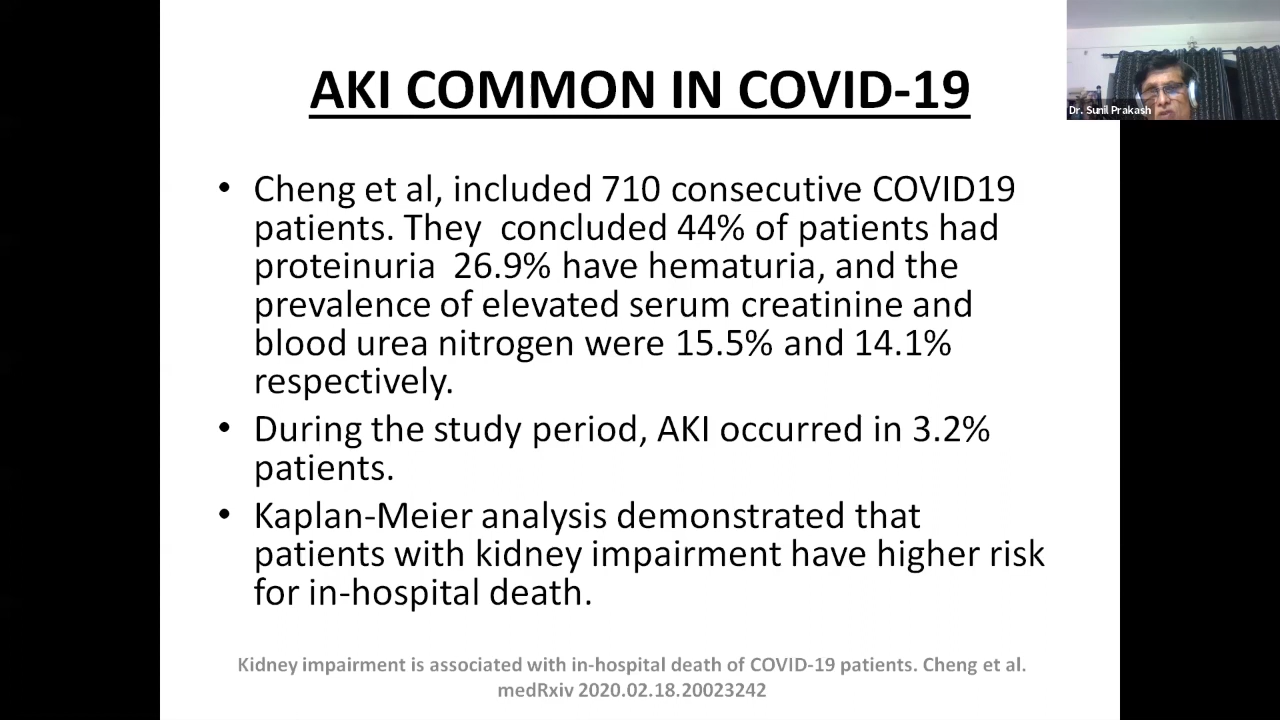 AKI COMMON IN COVID-19
Dr. Sunil Prakash
• Cheng et al, included 710 consecutive COVID19
patients. They concluded 44% of patients had
proteinuria 26.9% have hematuria, and the
prevalence of elevated serum creatinine and
blood urea nitrogen were 15.5% and 14.1%
respectively.
• During the study period, AKI occurred in 3.2%
patients.
• Kaplan-Meier analysis demonstrated that
patients with kidney impairment have higher risk
for in-hospital death.
Kidney impairment is associated with in-hospital death of COVID-19 patients. Cheng et al.
medRxiv 2020.02.18.20023242